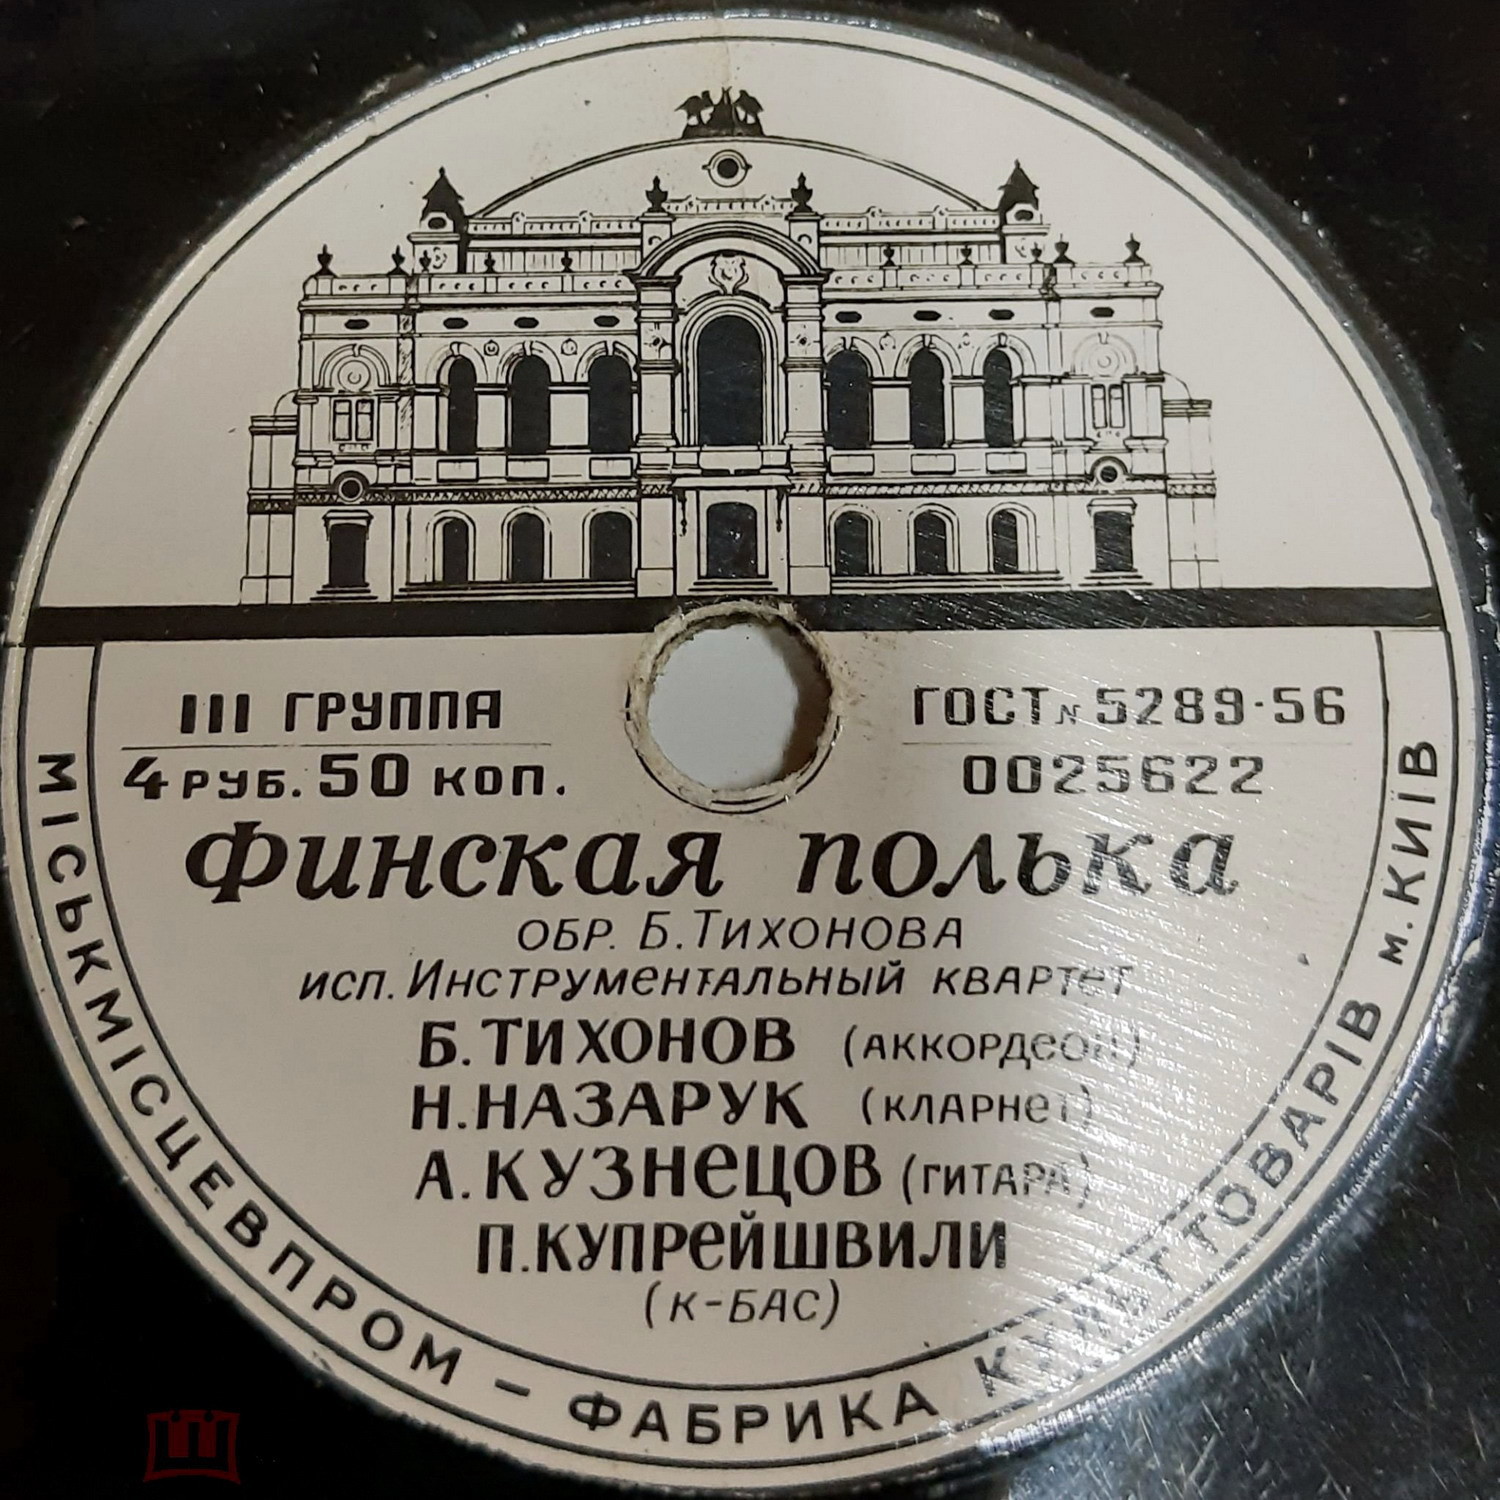 III ГРУППА
4 РУБ. 50 КОП.
ГОСТ N 5289-56
0025622
Финская полька
ОБР. Б. ТИХОНОВА
исп. Инструментальный квартет
Б. ТИХОНОВ (аккордеон)
Н. НАЗАРУК (кларнет)
А. КУЗНЕЦОВ (гитара)
П. КУПРЕЙШВИЛИ
(К-БАС)
МІСЬКМІСЦЕВПРОМ – ФАБРИКА КУЛЬТТОВАРІВ м. КИЇВ